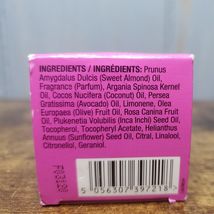 INGREDIENTS / INGRÉDIENTS: Prunus
Amygdalus Dulcis (Sweet Almond) Oil,
Fragrance (Parfum), Argania Spinosa Kernel
Oil, Cocos Nucifera (Coconut) Oil, Persea
Gratissima (Avocado) Oil, Limonene, Olea
Europaea (Olive) Fruit Oil, Rosa Canina Fruit
Oil, Plukenetia Volubilis (Inca Inchi) Seed Oil,
Tocopherol, Tocopheryl Acetate, Helianthus
Annuus (Sunflower) Seed Oil, Citral, Linalool,
Citronellol, Geraniol.
5 056307 397218